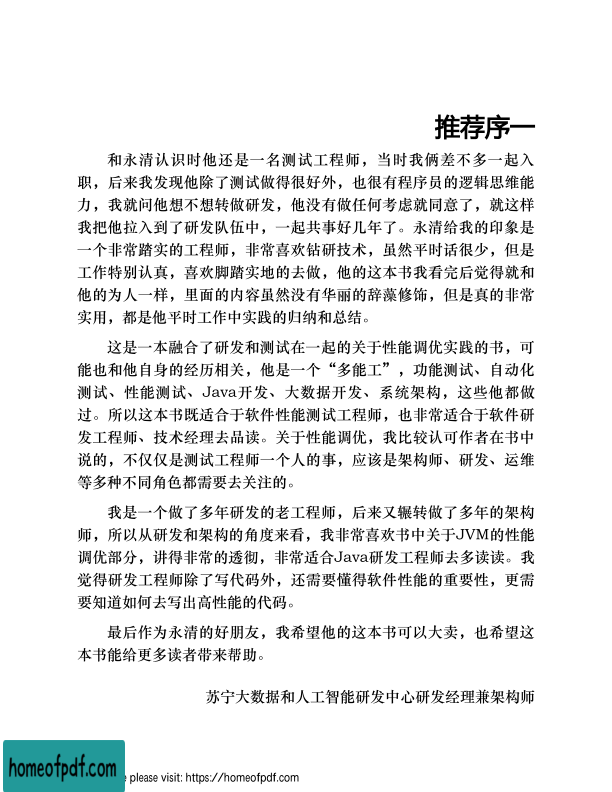 推荐序一
和永清认识时他还是一名测试工程师，当时我俩差不多一起入
职，后来我发现他除了测试做得很好外，也很有程序员的逻辑思维能
力，我就问他想不想转做研发，他没有做任何考虑就同意了，就这样
我把他拉入到了研发队伍中，一起共事好几年了。永清给我的印象是
一个非常踏实的工程师，非常喜欢钻研技术，虽然平时话很少，但是
工作特别认真，喜欢脚踏实地的去做，他的这本书我看完后觉得就和
他的为人一样，里面的内容虽然没有华丽的辞藻修饰，但是真的非常
实用，都是他平时工作中实践的归纳和总结。
这是一本融合了研发和测试在一起的关于性能调优实践的书，可
能也和他自身的经历相关，他是一个“多能工”，功能测试、自动化
测试、性能测试、Java开发、大数据开发、系统架构，这些他都做
过。所以这本书既适合于软件性能测试工程师，也非常适合于软件研
发工程师、技术经理去品读。关于性能调优，我比较认可作者在书中
说的，不仅仅是测试工程师一个人的事，应该是架构师、研发、运维
等多种不同角色都需要去关注的。
我是一个做了多年研发的老工程师，后来又辗转做了多年的架构
师，所以从研发和架构的角度来看，我非常喜欢书中关于JVM的性能
调优部分，讲得非常的透彻，非常适合Java研发工程师去多读读。我
觉得研发工程师除了写代码外，还需要懂得软件性能的重要性，更需
要知道如何去写出高性能的代码。
最后作为永清的好朋友，我希望他的这本书可以大卖，也希望这
本书能给更多读者带来帮助。
苏宁大数据和人工智能研发中心研发经理兼架构师
homeofpdf.com
e please visit: https://homeofpdf.com